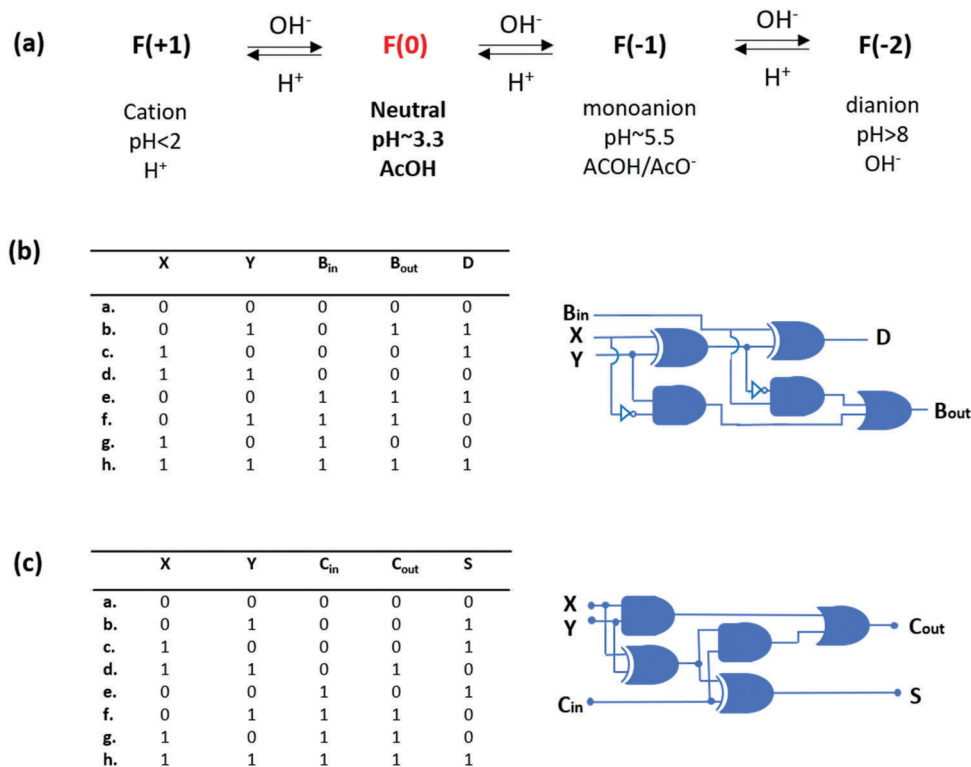 (a) F(+1) OH⁻ H⁺ F(0) OH⁻ H⁺ F(-1) OH⁻ H⁺ F(-2)
Cation Neutral monoanion dianion
pH<2 pH~3.3 pH~5.5 pH>8
H⁺ AcOH ACOH/AcO⁻ OH⁻
(b)
X Y Bin Bout D
a. 0 0 0 0 0
b. 0 1 0 1 1
c. 1 0 0 0 1
d. 1 1 0 0 0
e. 0 0 1 1 1
f. 0 1 1 1 0
g. 1 0 1 0 0
h. 1 1 1 1 1
Bin
X
Y
D
Bout
(c)
X Y Cin Cout S
a. 0 0 0 0 0
b. 0 1 0 0 1
c. 1 0 0 0 1
d. 1 1 0 1 0
e. 0 0 1 0 1
f. 0 1 1 1 0
g. 1 0 1 1 0
h. 1 1 1 1 1
X
Y
Cin
Cout
S